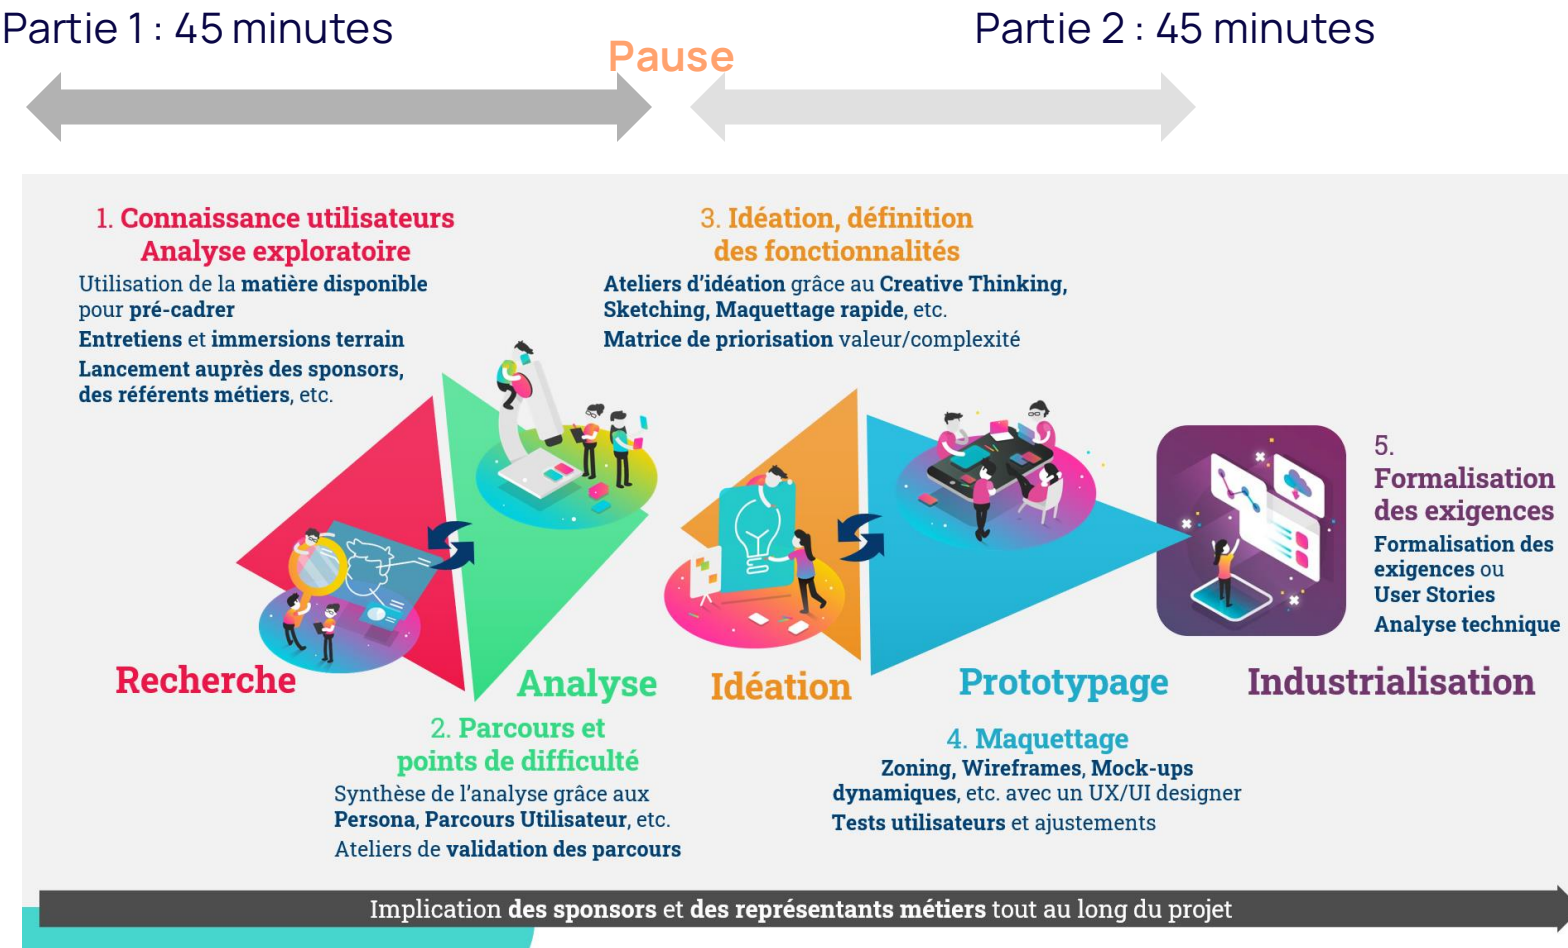 Partie 1 : 45 minutes
Pause
Partie 2 : 45 minutes
1. Connaissance utilisateurs
Analyse exploratoire
Utilisation de la matière disponible
pour pré-cadrer
Entretiens et immersions terrain
Lancement auprès des sponsors,
des référents métiers, etc.
3. Idéation, définition
des fonctionnalités
Ateliers d’idéation grâce au Creative Thinking,
Sketching, Maquettage rapide, etc.
Matrice de priorisation valeur/complexité
5.
Formalisation
des exigences
Formalisation des
exigences ou
User Stories
Analyse technique
Recherche
Analyse
Idéation
Prototypage
Industrialisation
2. Parcours et
points de difficulté
Synthèse de l’analyse grâce aux
Persona, Parcours Utilisateur, etc.
Ateliers de validation des parcours
4. Maquettage
Zoning, Wireframes, Mock-ups
dynamiques, etc. avec un UX/UI designer
Tests utilisateurs et ajustements
Implication des sponsors et des représentants métiers tout au long du projet